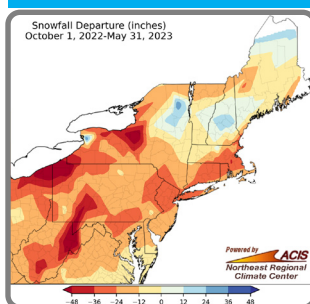 Snowfall Departure (inches)
October 1, 2022-May 31, 2023
Powered by
ACIS
Northeast Regional
Climate Center
-48 -36 -24 -12 0 12 24 36 48